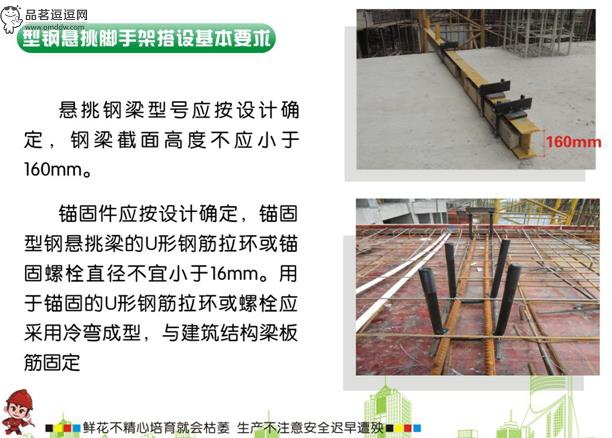 品茗逗逗网
www.qmddw.com
型钢悬挑脚手架搭设基本要求
悬挑钢梁型号应按设计确
定，钢梁截面高度不应小于
160mm。
160mm
锚固件应按设计确定，锚固
型钢悬挑梁的U形钢筋拉环或锚
固螺栓直径不宜小于16mm。用
于锚固的U形钢筋拉环或螺栓应
采用冷弯成型，与建筑结构梁板
筋固定
鲜花不精心培育就会枯萎 生产不注意安全迟早遭殃